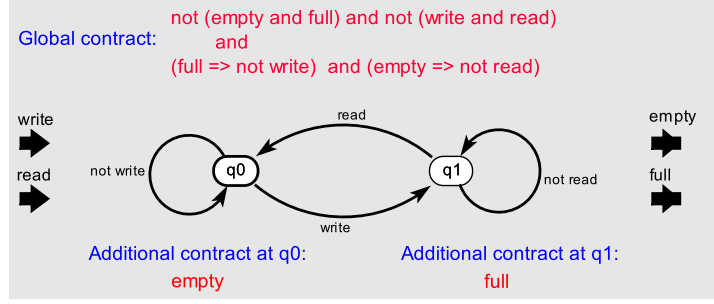 not (empty and full) and not (write and read)
Global contract:
and
(full => not write) and (empty => not read)
write
read
empty
read
not write
q0
q1
not read
full
write
Additional contract at q0:
Additional contract at q1:
empty
full